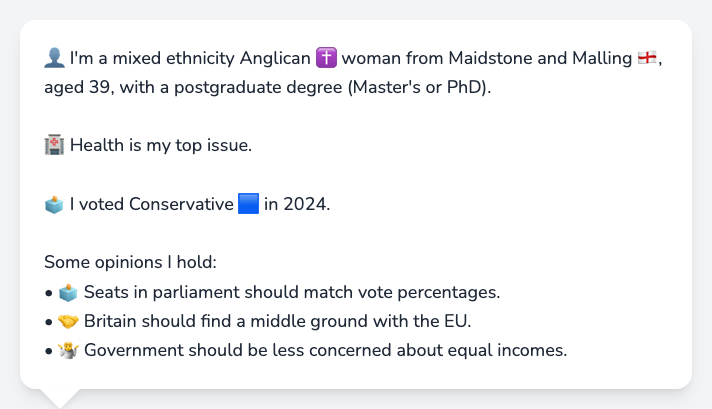 👤 I'm a mixed ethnicity Anglican ✝️ woman from Maidstone and Malling 🏴󠁧󠁢󠁥󠁮󠁧󠁿,
aged 39, with a postgraduate degree (Master's or PhD).
🏥 Health is my top issue.
🗳️ I voted Conservative 🟦 in 2024.
Some opinions I hold:
• 🗳️ Seats in parliament should match vote percentages.
• 🤝 Britain should find a middle ground with the EU.
• 🤷 Government should be less concerned about equal incomes.